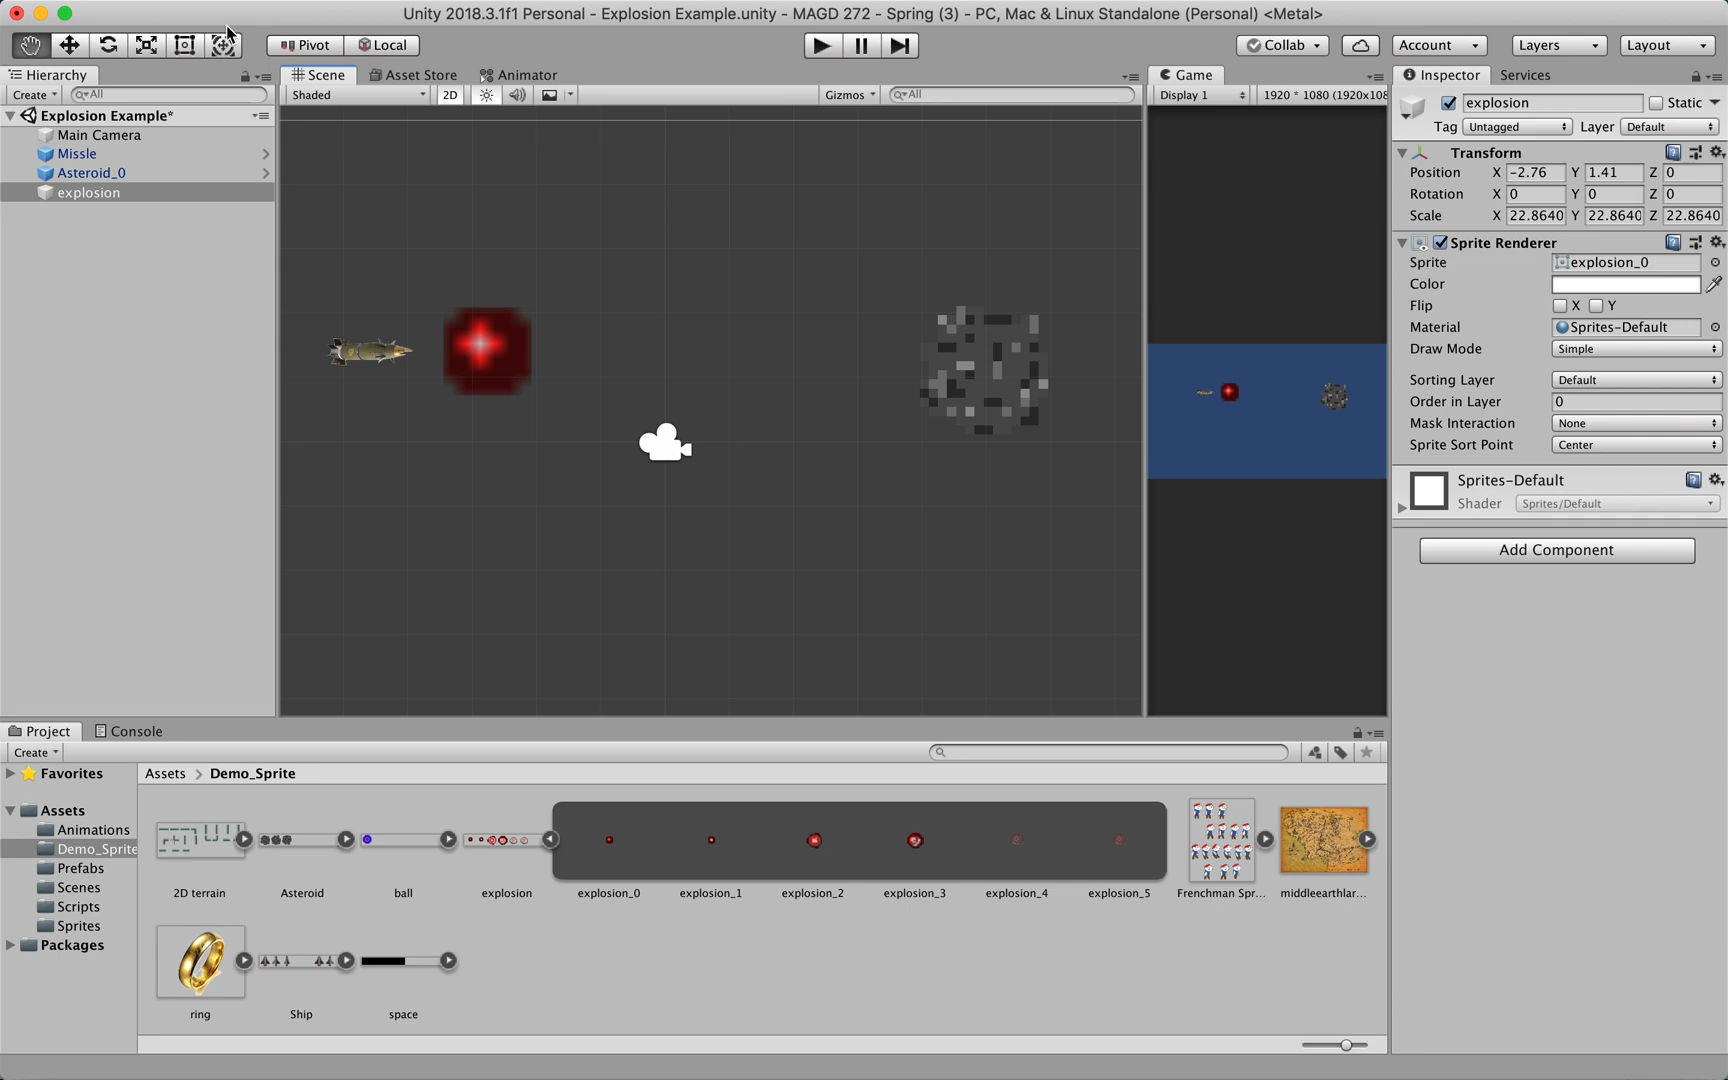 Unity 2018.3.1f1 Personal - Explosion Example.unity - MAGD 272 - Spring (3) - PC, Mac & Linux Standalone (Personal) <Metal>
Pivot Local Collab Account Layers Layout
Hierarchy
Create All
Explosion Example*
Main Camera
Missle
Asteroid_0
explosion
Scene Asset Store Animator
Shaded 2D Gizmos All
Game
Display 1 1920 * 1080 (1920x108
Inspector Services
explosion Static
Tag Untagged Layer Default
Transform
Position X -2.76 Y 1.41 Z 0
Rotation X 0 Y 0 Z 0
Scale X 22.8640 Y 22.8640 Z 22.8640
Sprite Renderer
Sprite explosion_0
Color
Flip X Y
Material Sprites-Default
Draw Mode Simple
Sorting Layer Default
Order in Layer 0
Mask Interaction None
Sprite Sort Point Center
Sprites-Default
Shader Sprites/Default
Add Component
Project Console
Create
Favorites
Assets
Animations
Demo_Sprite
Prefabs
Scenes
Scripts
Sprites
Packages
Assets > Demo_Sprite
2D terrain Asteroid ball explosion explosion_0 explosion_1 explosion_2 explosion_3 explosion_4 explosion_5 Frenchman Spr... middleearthlar...
ring Ship space